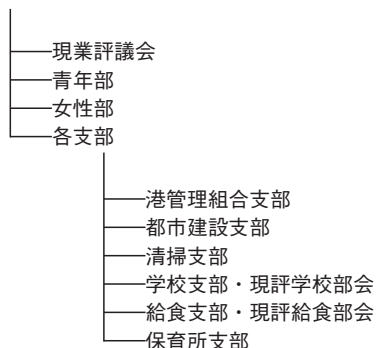 現業評議会
青年部
女性部
各支部
港管理組合支部
都市建設支部
清掃支部
学校支部・現評学校部会
給食支部・現評給食部会
保育所支部